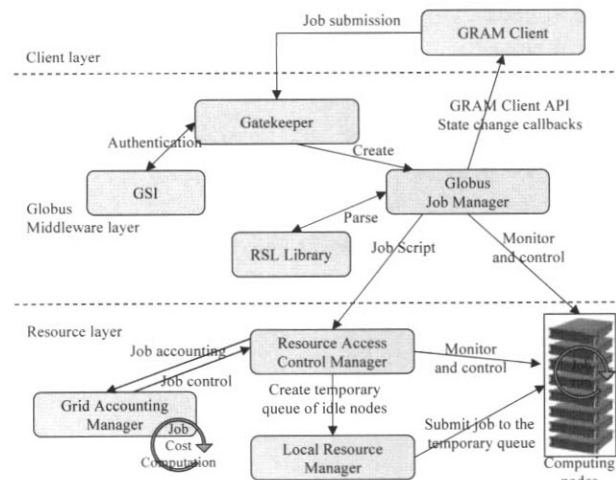 Job submission
GRAM Client
Client layer
GRAM Client API
State change callbacks
Gatekeeper
Authentication
Create
GSI
Globus
Job Manager
Globus
Middleware layer
Parse
RSL Library
Job Script
Monitor
and control
Resource layer
Job accounting
Resource Access
Control Manager
Monitor
and control
Job control
Create temporary
queue of idle nodes
Grid Accounting
Manager
Job
Cost
Computation
Submit job to the
temporary queue
Local Resource
Manager
Job
Computing
nodes